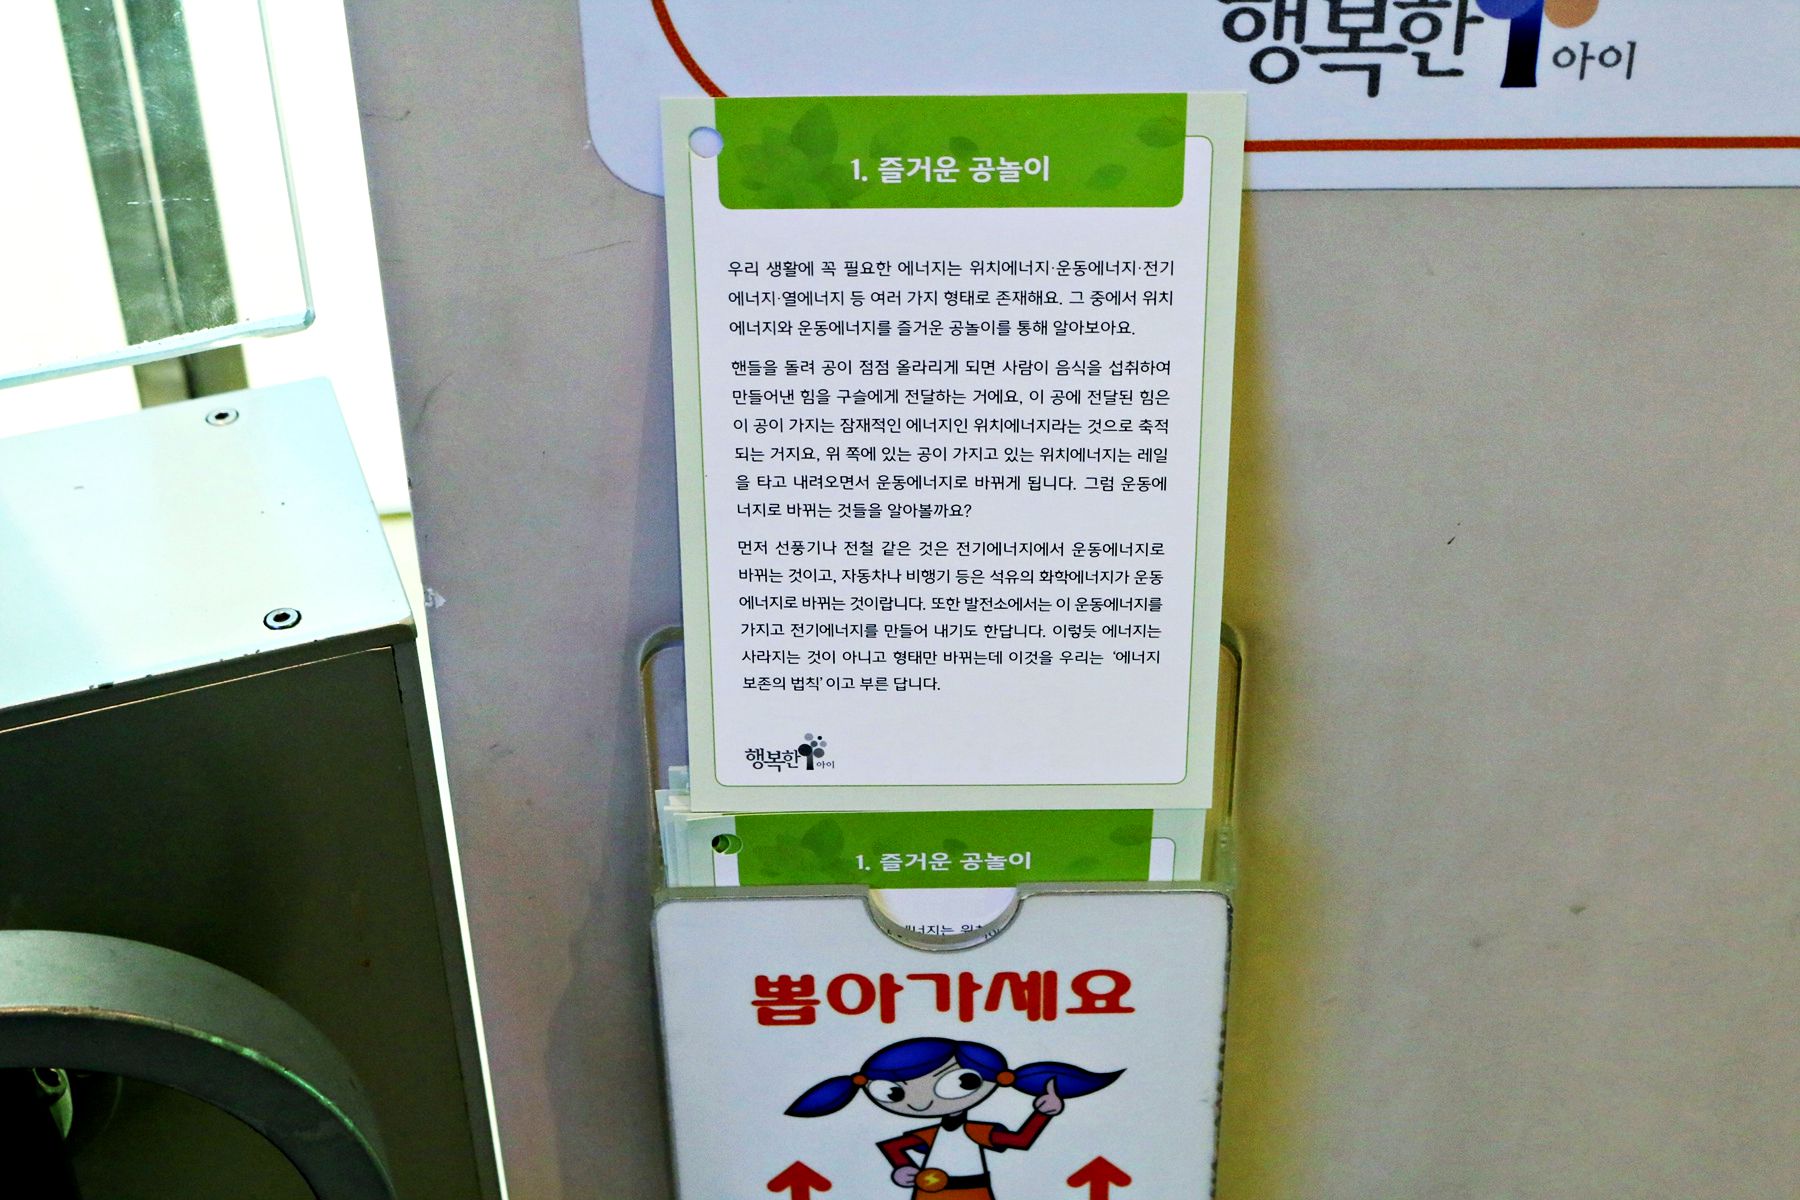 행복한
아이
1. 즐거운 공놀이
우리 생활에 꼭 필요한 에너지는 위치에너지·운동에너지·전기
에너지·열에너지 등 여러 가지 형태로 존재해요. 그 중에서 위치
에너지와 운동에너지를 즐거운 공놀이를 통해 알아보아요.
핸들을 돌려 공이 점점 올라리게 되면 사람이 음식을 섭취하여
만들어낸 힘을 구슬에게 전달하는 거에요, 이 공에 전달된 힘은
이 공이 가지는 잠재적인 에너지인 위치에너지라는 것으로 축적
되는 거지요, 위 쪽에 있는 공이 가지고 있는 위치에너지는 레일
을 타고 내려오면서 운동에너지로 바뀌게 됩니다. 그럼 운동에
너지로 바뀌는 것들을 알아볼까요?
먼저 선풍기나 전철 같은 것은 전기에너지에서 운동에너지로
바뀌는 것이고, 자동차나 비행기 등은 석유의 화학에너지가 운동
에너지로 바뀌는 것이랍니다. 또한 발전소에서는 이 운동에너지를
가지고 전기에너지를 만들어 내기도 한답니다. 이렇듯 에너지는
사라지는 것이 아니고 형태만 바뀌는데 이것을 우리는 ‘에너지
보존의 법칙’ 이고 부른 답니다.
행복한 아이
1. 즐거운 공놀이
에너지는 위치
뽑아가세요